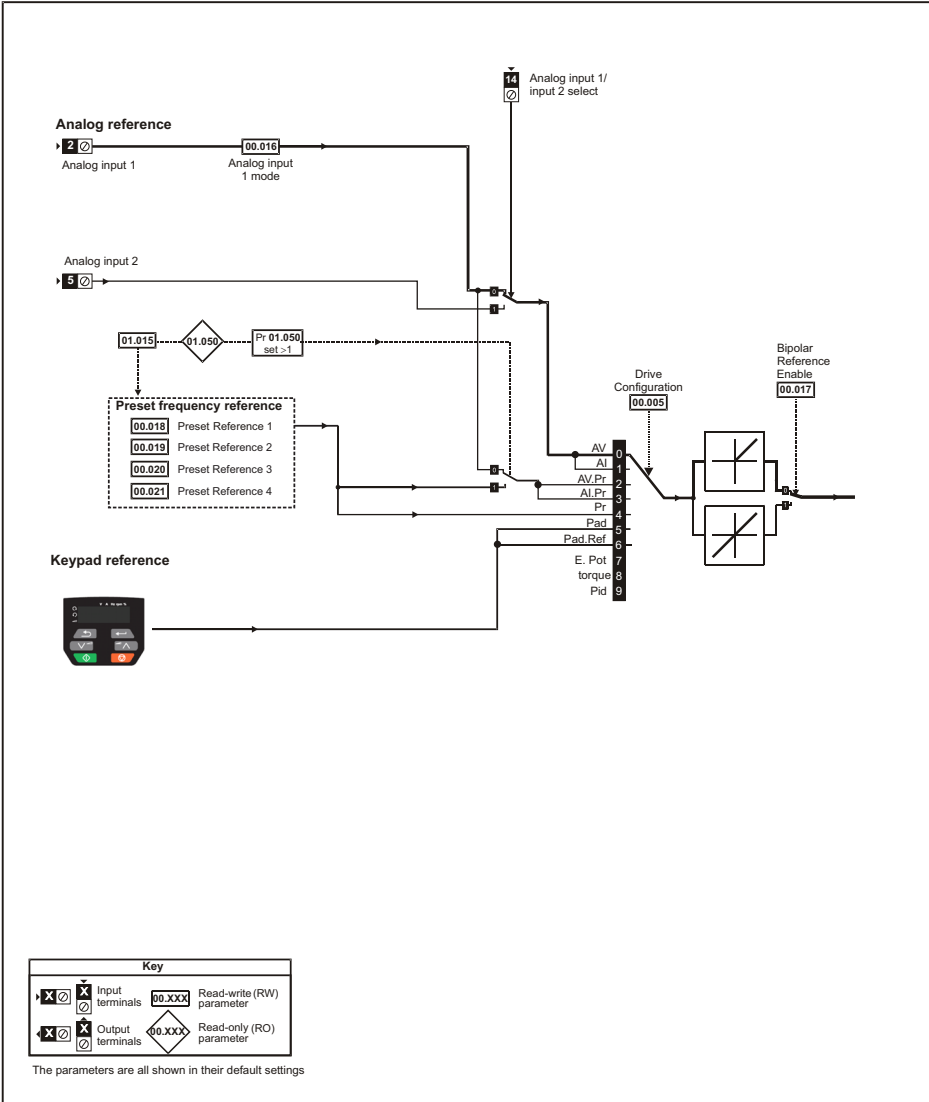 14
Analog input 1/
input 2 select
Analog reference
2
00.016
Analog input 1
Analog input
1 mode
Analog input 2
5
0
1
01.015
01.050
Pr 01.050
set >1
Bipolar
Reference
Enable
00.017
Drive
Configuration
00.005
Preset frequency reference
00.018 Preset Reference 1
00.019 Preset Reference 2
00.020 Preset Reference 3
00.021 Preset Reference 4
0
1
AV 0
AI 1
AV.Pr 2
AI.Pr 3
Pr 4
Pad 5
Pad.Ref 6
E. Pot 7
torque 8
Pid 9
0
1
Keypad reference
Key
X X Input
terminals
00.XXX Read-write (RW)
parameter
X X Output
terminals
00.XXX Read-only (RO)
parameter
The parameters are all shown in their default settings